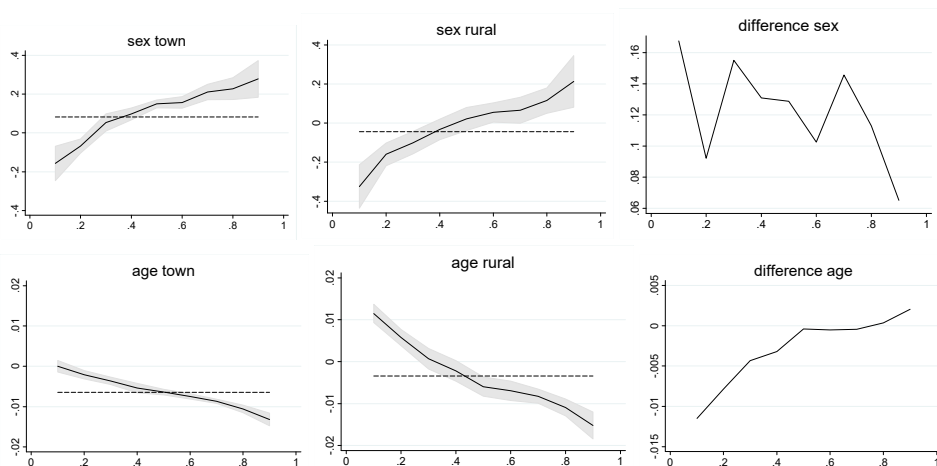 sex town
.4
.2
0
-.2
-.4
0 .2 .4 .6 .8 1
sex rural
.4
.2
0
-.2
-.4
0 .2 .4 .6 .8 1
difference sex
.16
.14
.12
.1
.08
.06
0 .2 .4 .6 .8 1
age town
.02
.01
0
-.01
-.02
0 .2 .4 .6 .8 1
age rural
.02
.01
0
-.01
-.02
0 .2 .4 .6 .8 1
difference age
.005
0
-.005
-.01
-.015
0 .2 .4 .6 .8 1